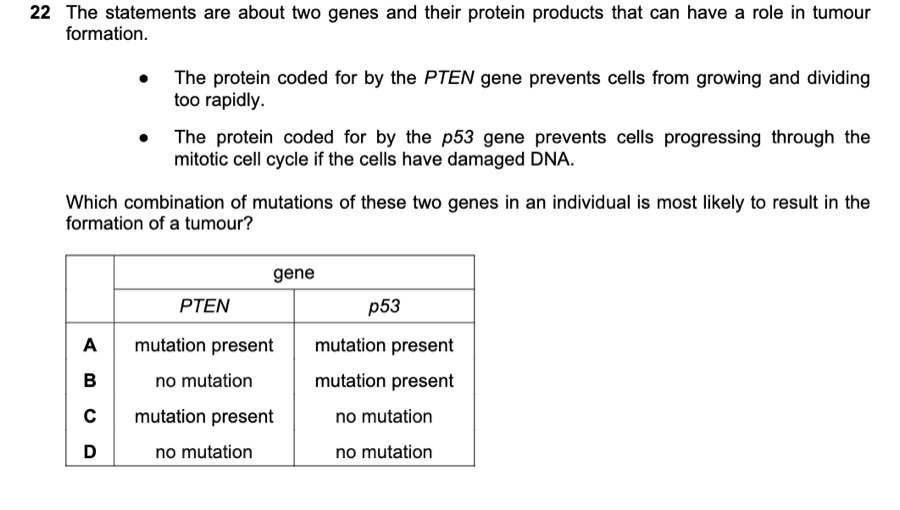 22 The statements are about two genes and their protein products that can have a role in tumour
formation.
• The protein coded for by the PTEN gene prevents cells from growing and dividing
too rapidly.
• The protein coded for by the p53 gene prevents cells progressing through the
mitotic cell cycle if the cells have damaged DNA.
Which combination of mutations of these two genes in an individual is most likely to result in the
formation of a tumour?
gene
PTEN p53
A mutation present mutation present
B no mutation mutation present
C mutation present no mutation
D no mutation no mutation